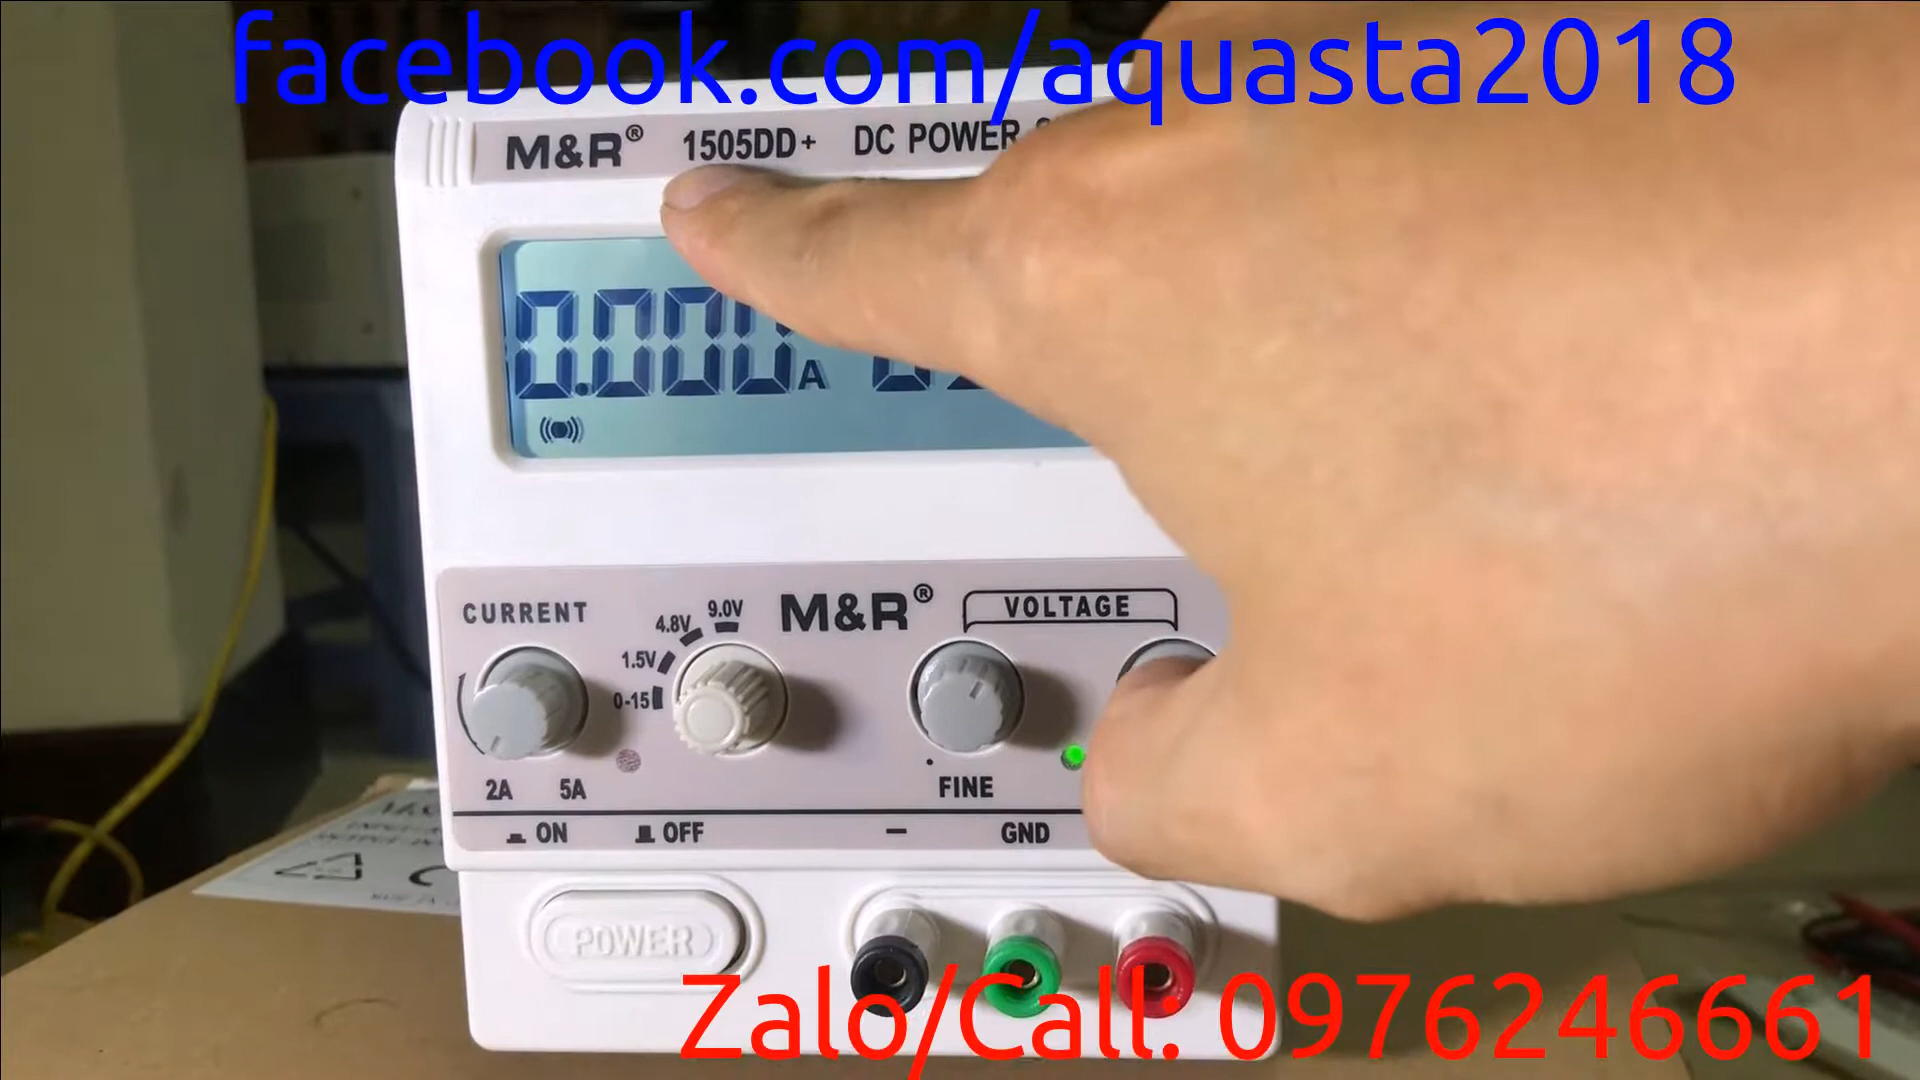 facebook.com/aquasta2018
M&R® 1505DD+ DC POWER
0.000 A
CURRENT
9.0V
4.8V
1.5V
0-15
M&R®
VOLTAGE
2A 5A
FINE
ON OFF - GND
POWER
Zalo/Call: 0976246661